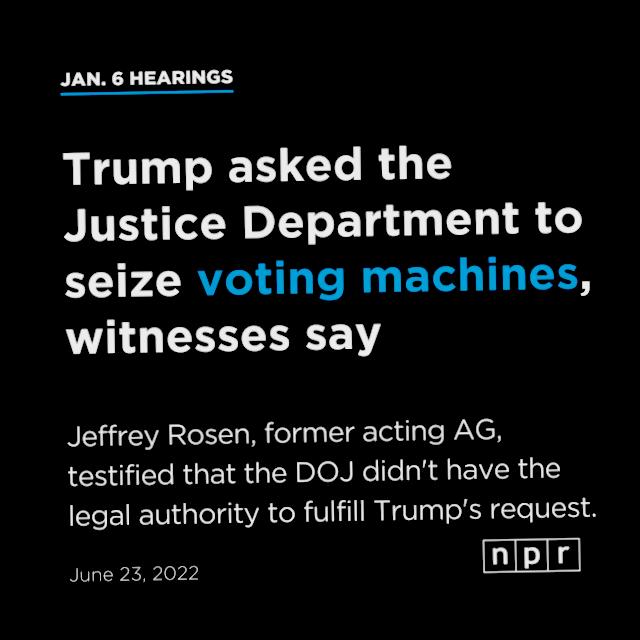 JAN. 6 HEARINGS
Trump asked the
Justice Department to
seize voting machines,
witnesses say
Jeffrey Rosen, former acting AG,
testified that the DOJ didn't have the
legal authority to fulfill Trump's request.
June 23, 2022
npr